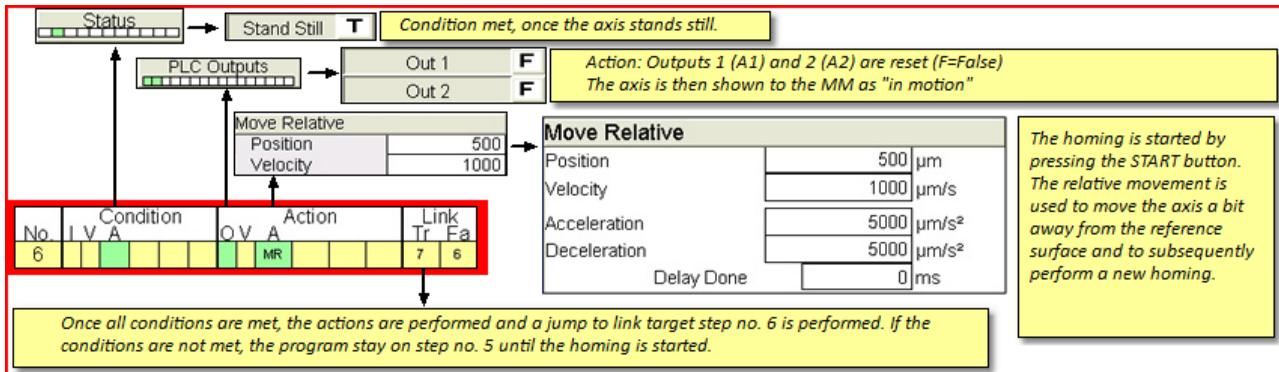 Status
Stand Still T
Condition met, once the axis stands still.
PLC Outputs
Out 1 F
Out 2 F
Action: Outputs 1 (A1) and 2 (A2) are reset (F=False)
The axis is then shown to the MM as "in motion"
Move Relative
Position 500
Velocity 1000
Move Relative
Position 500 µm
Velocity 1000 µm/s
Acceleration 5000 µm/s²
Deceleration 5000 µm/s²
Delay Done 0 ms
The homing is started by
pressing the START button.
The relative movement is
used to move the axis a bit
away from the reference
surface and to subsequently
perform a new homing.
Condition Action Link
No. I V A O V A Tr Fa
6 MR 7 6
Once all conditions are met, the actions are performed and a jump to link target step no. 6 is performed. If the
conditions are not met, the program stay on step no. 5 until the homing is started.